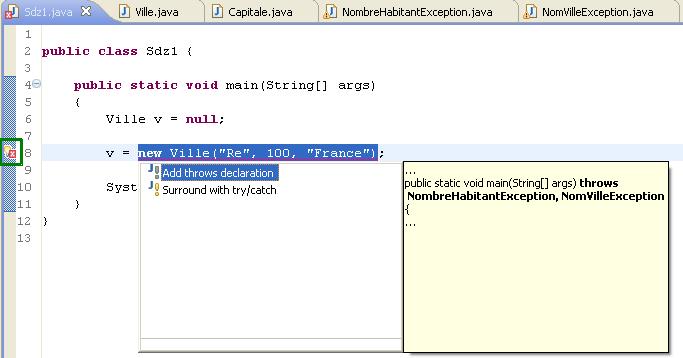 Sdz1.java Ville.java Capitale.java NombreHabitantException.java NomVilleException.java
1
2 public class Sdz1 {
3
4 public static void main(String[] args)
5 {
6 Ville v = null;
7
8 v = new Ville("Re", 100, "France");
9
10 Syst
11 }
12 }
13
Add throws declaration
Surround with try/catch
...
public static void main(String[] args) throws
NombreHabitantException, NomVilleException
{
...